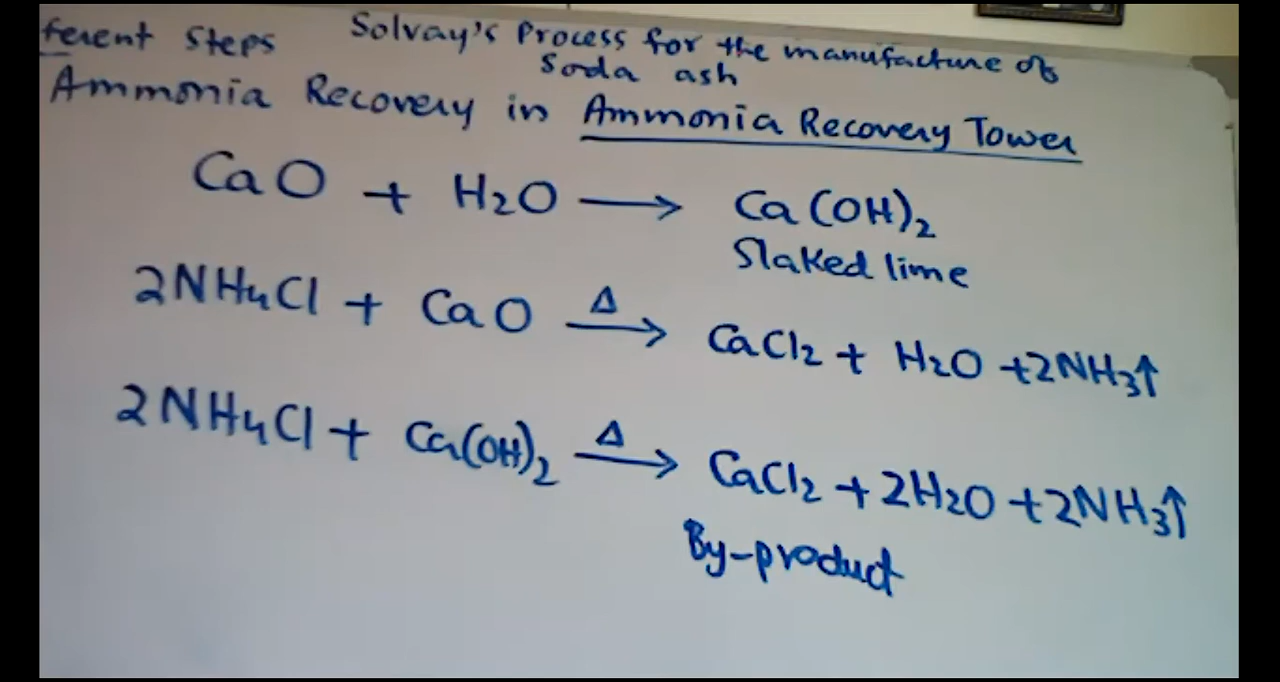 ferent Steps Solvay's Process for the manufacture of
Soda ash
Ammonia Recovery in Ammonia Recovery Tower
CaO + H₂O → Ca(OH)₂
Slaked lime
2NH₄Cl + CaO →Δ CaCl₂ + H₂O + 2NH₃↑
2NH₄Cl + Ca(OH)₂ →Δ CaCl₂ + 2H₂O + 2NH₃↑
By-product